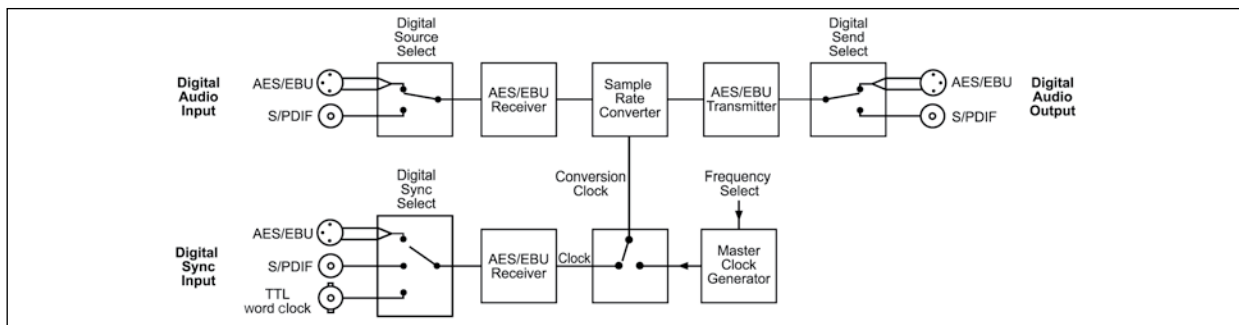 Digital
Source
Select
Digital
Send
Select
Digital
Audio
Input
AES/EBU
S/PDIF
AES/EBU
Receiver
Sample
Rate
Converter
AES/EBU
Transmitter
AES/EBU
S/PDIF
Digital
Audio
Output
Digital
Sync
Select
Conversion
Clock
Frequency
Select
Digital
Sync
Input
AES/EBU
S/PDIF
TTL
word clock
AES/EBU
Receiver
Clock
Master
Clock
Generator